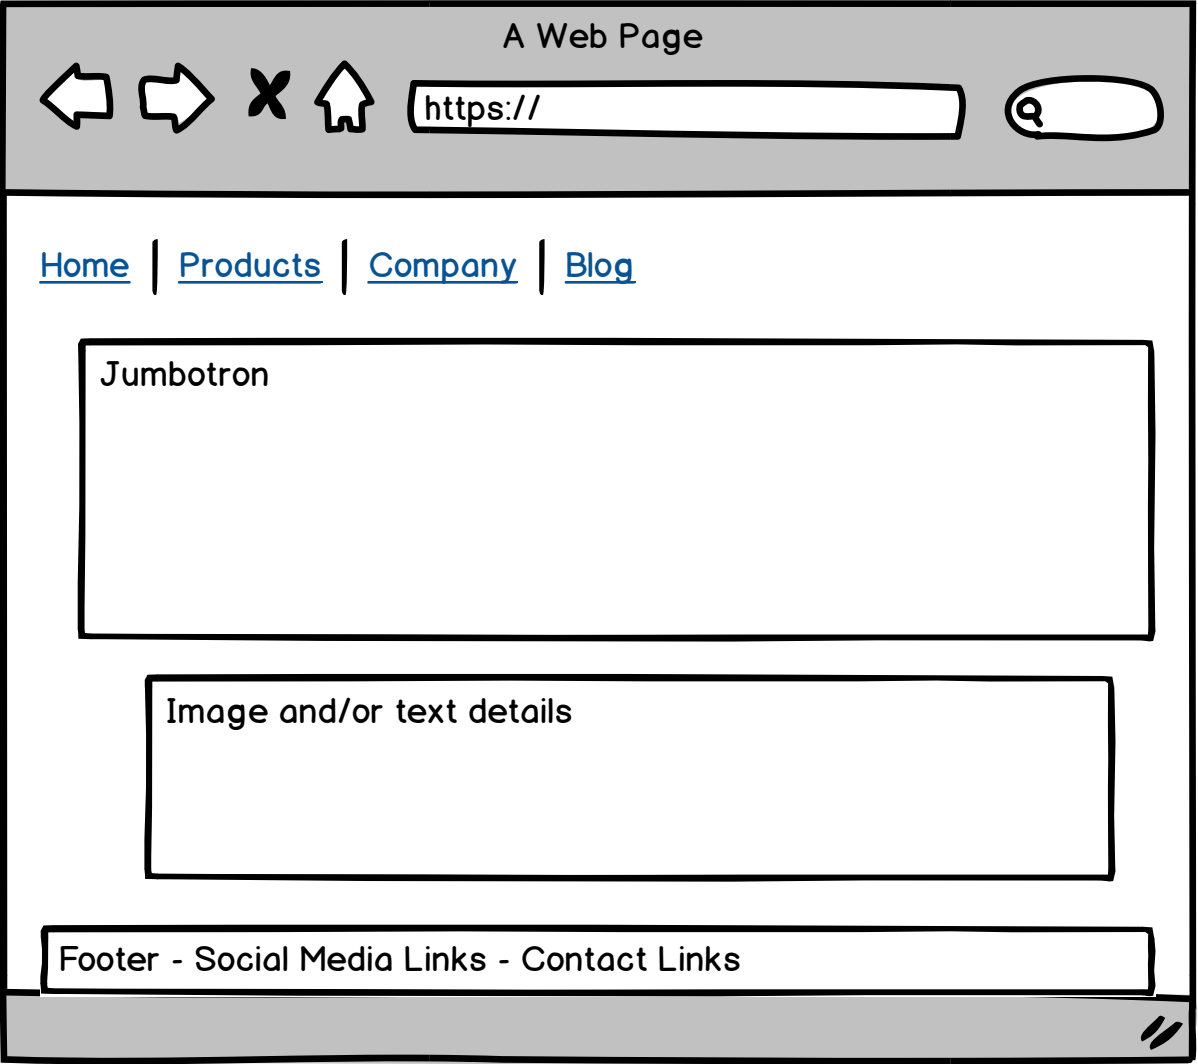 A Web Page
https://
Home | Products | Company | Blog
Jumbotron
Image and/or text details
Footer - Social Media Links - Contact Links